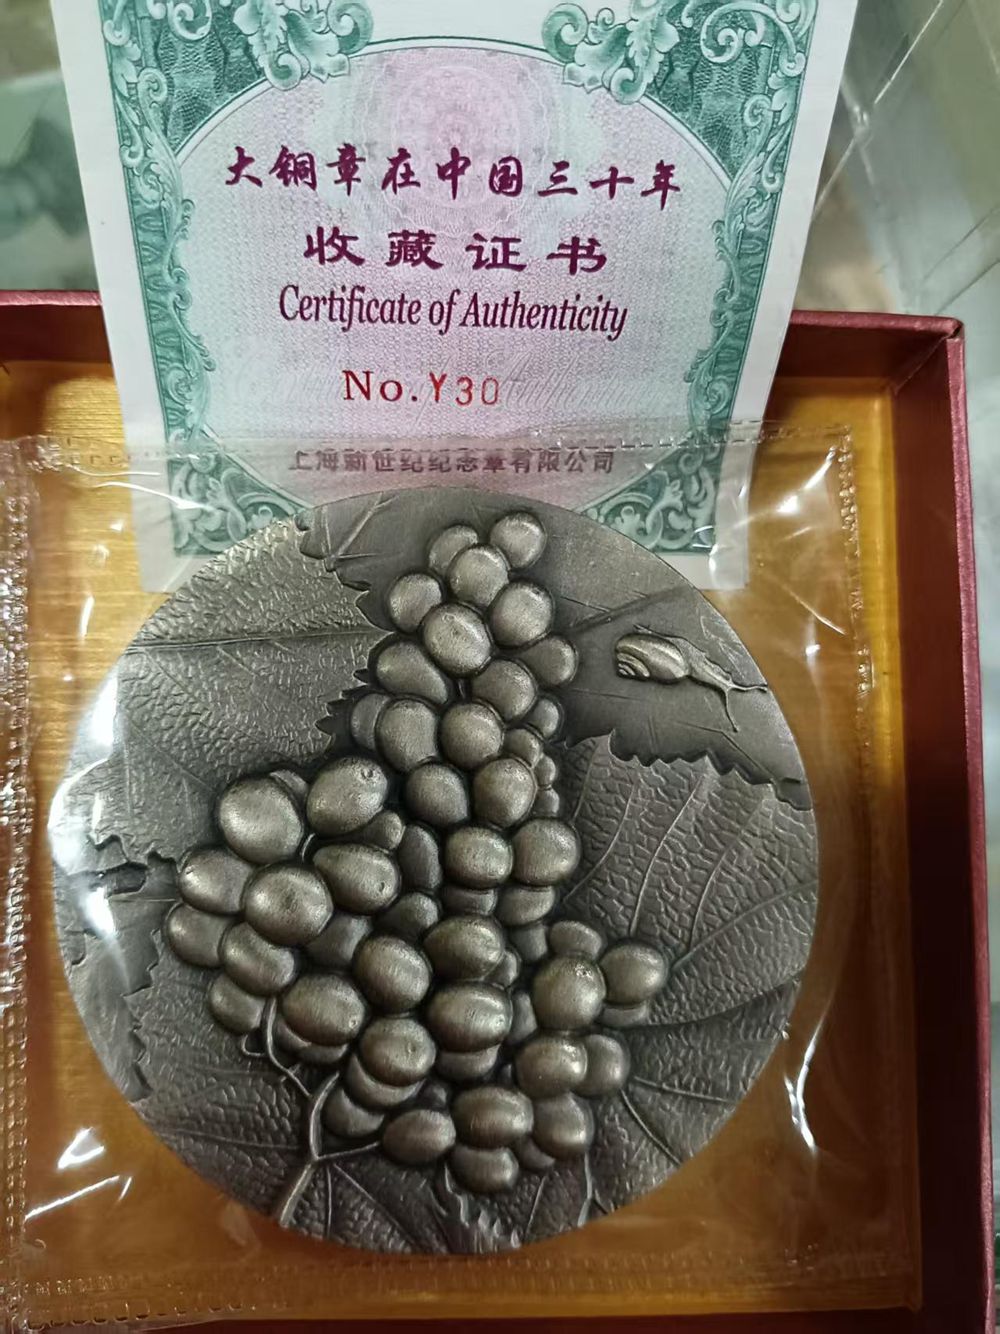 大铜章在中国三十年
收藏证书
Certificate of Authenticity
No.Y30
上海新世纪纪念章有限公司